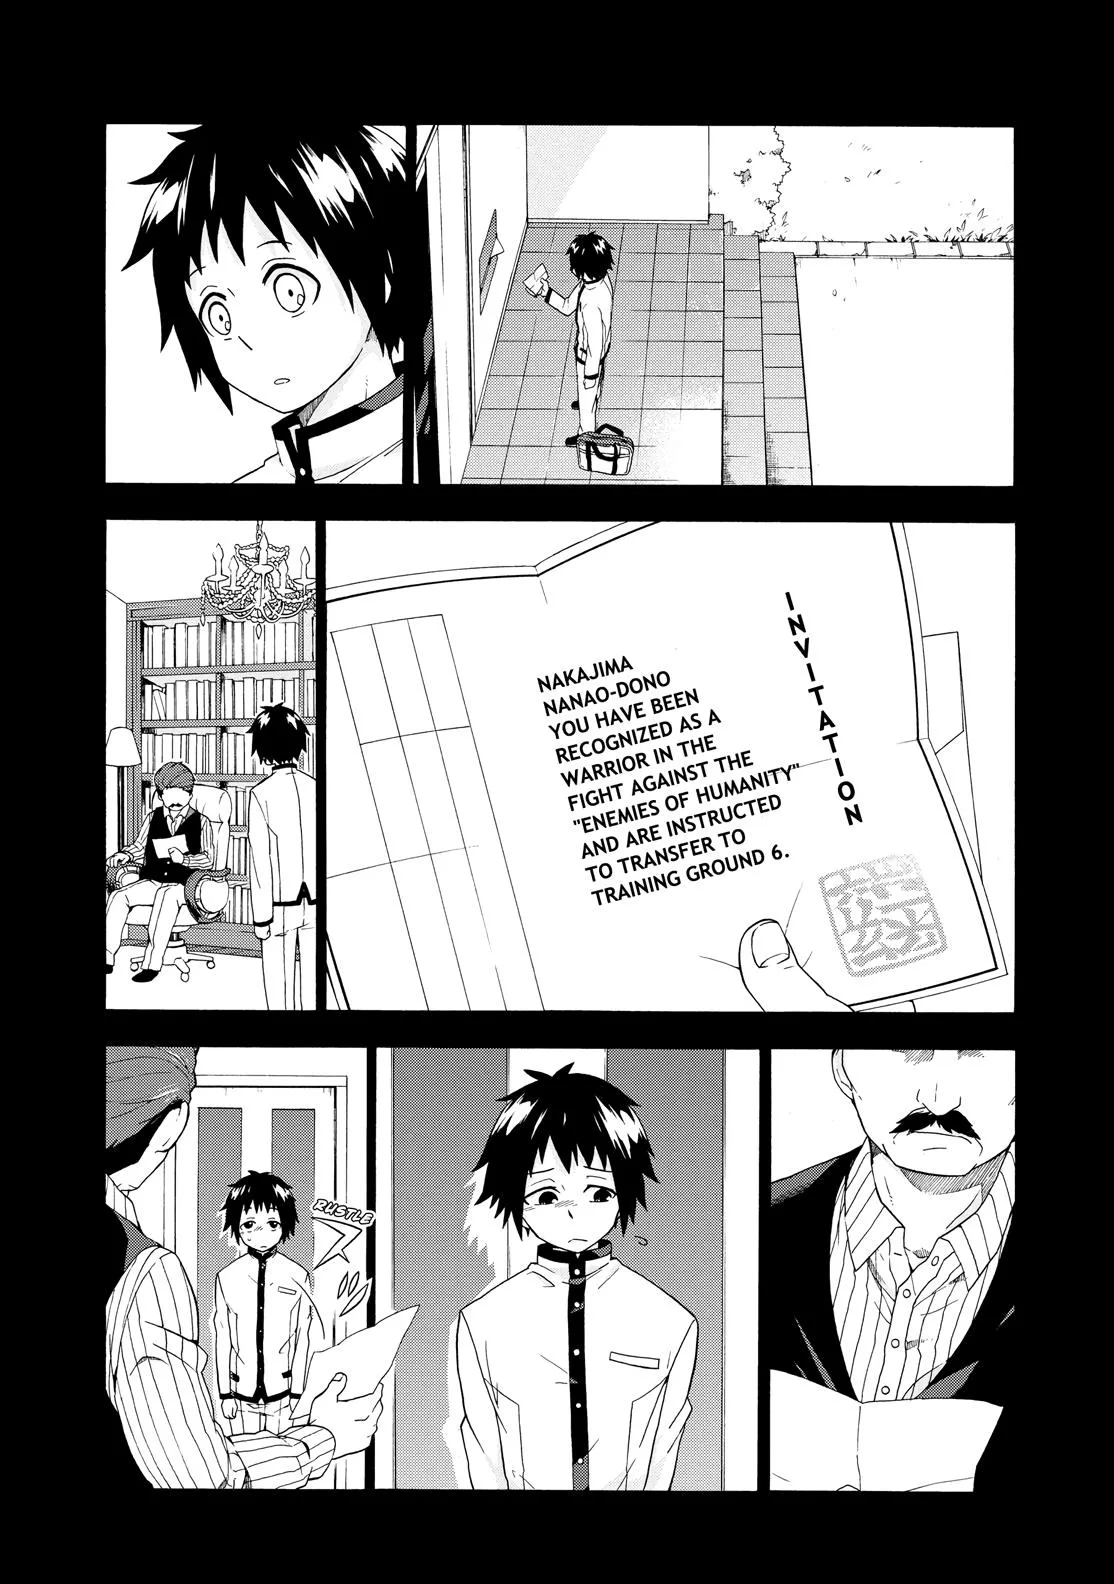 INVITATION
NAKAJIMA
NANAO-DONO
YOU HAVE BEEN
RECOGNIZED AS A
WARRIOR IN THE
FIGHT AGAINST THE
"ENEMIES OF HUMANITY"
AND ARE INSTRUCTED
TO TRANSFER TO
TRAINING GROUND 6.
RUSTLE